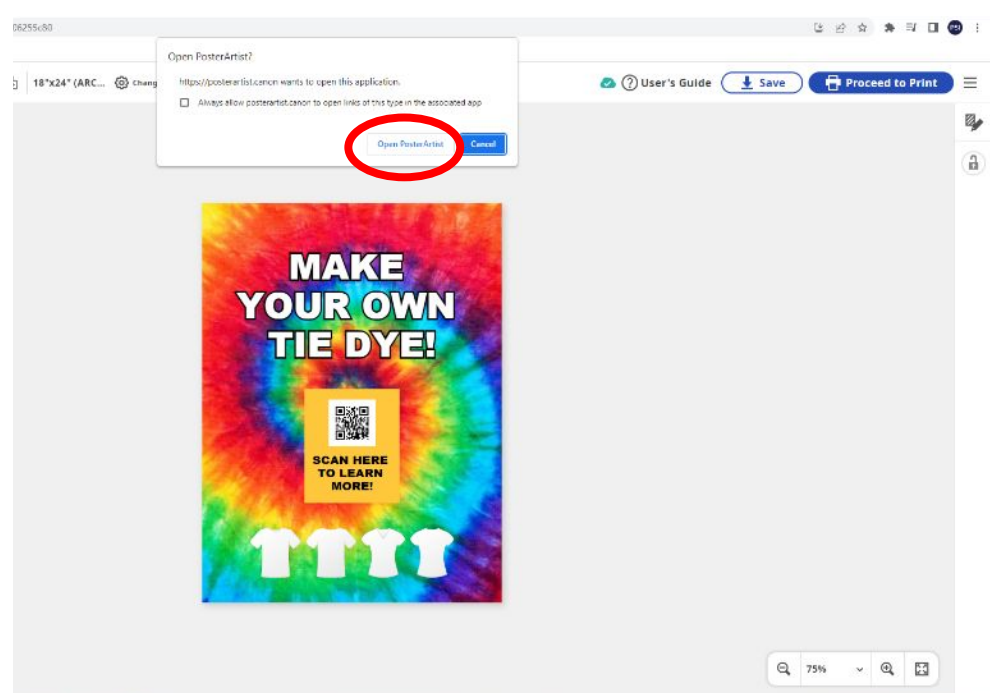 06255c80
PSI
Open PosterArtist?
https://posterartist.canon wants to open this application.
Always allow posterartist.canon to open links of this type in the associated app
Open PosterArtist
Cancel
18"x24" (ARC...
Chang
User's Guide
Save
Proceed to Print
MAKE
YOUR OWN
TIE DYE!
SCAN HERE
TO LEARN
MORE!
75%